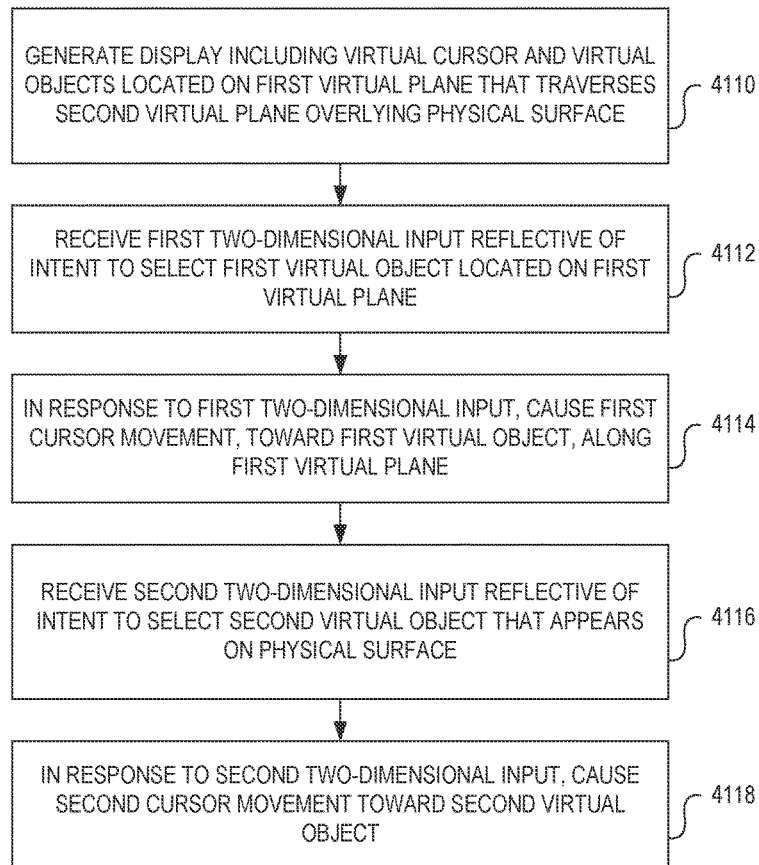 GENERATE DISPLAY INCLUDING VIRTUAL CURSOR AND VIRTUAL
OBJECTS LOCATED ON FIRST VIRTUAL PLANE THAT TRAVERSES
SECOND VIRTUAL PLANE OVERLYING PHYSICAL SURFACE
4110
RECEIVE FIRST TWO-DIMENSIONAL INPUT REFLECTIVE OF
INTENT TO SELECT FIRST VIRTUAL OBJECT LOCATED ON FIRST
VIRTUAL PLANE
4112
IN RESPONSE TO FIRST TWO-DIMENSIONAL INPUT, CAUSE FIRST
CURSOR MOVEMENT, TOWARD FIRST VIRTUAL OBJECT, ALONG
FIRST VIRTUAL PLANE
4114
RECEIVE SECOND TWO-DIMENSIONAL INPUT REFLECTIVE OF
INTENT TO SELECT SECOND VIRTUAL OBJECT THAT APPEARS
ON PHYSICAL SURFACE
4116
IN RESPONSE TO SECOND TWO-DIMENSIONAL INPUT, CAUSE
SECOND CURSOR MOVEMENT TOWARD SECOND VIRTUAL
OBJECT
4118